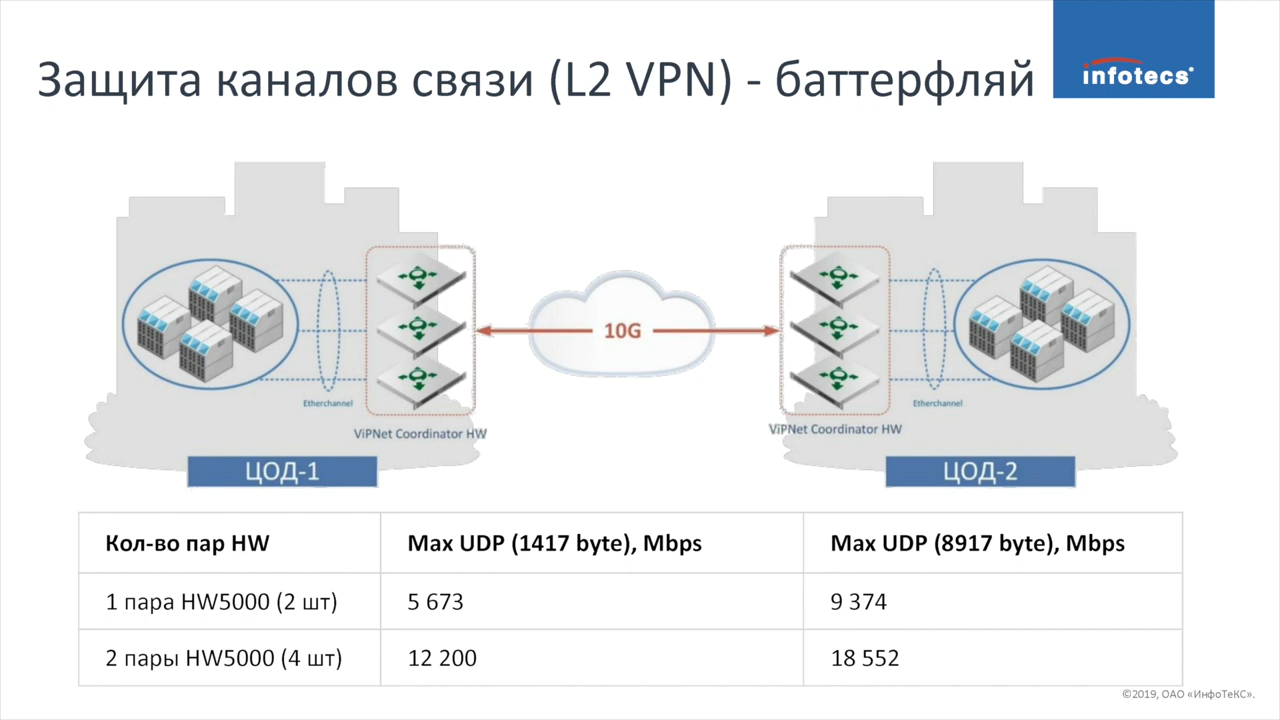 Защита каналов связи (L2 VPN) - баттерфляй
infotecs
10G
Etherchannel
Etherchannel
ViPNet Coordinator HW
ViPNet Coordinator HW
ЦОД-1
ЦОД-2
Кол-во пар HW
Max UDP (1417 byte), Mbps
Max UDP (8917 byte), Mbps
1 пара HW5000 (2 шт)
5 673
9 374
2 пары HW5000 (4 шт)
12 200
18 552
©2019, ОАО «ИнфоТеКС».